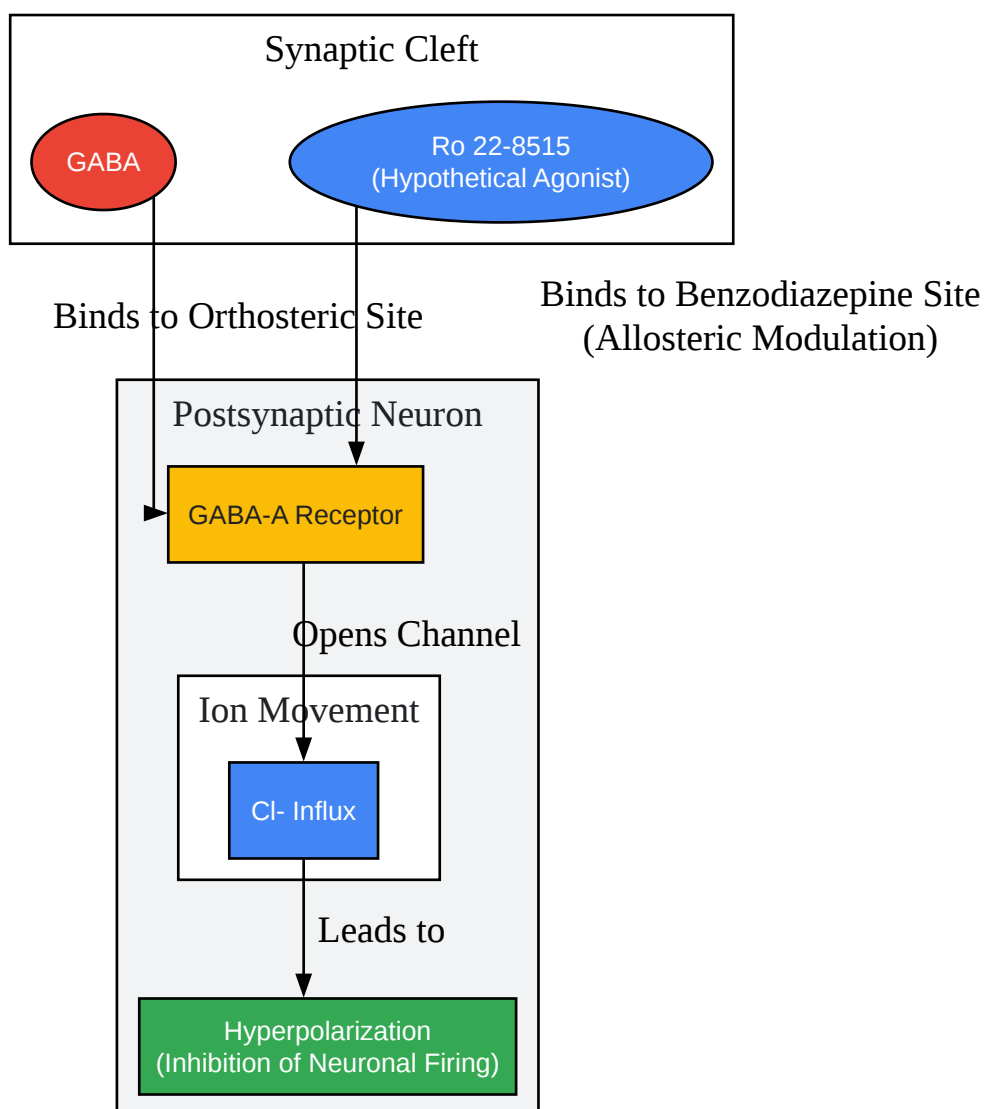 Synaptic Cleft
GABA
Ro 22-8515
(Hypothetical Agonist)
Binds to Orthosteric Site
Binds to Benzodiazepine Site
(Allosteric Modulation)
Postsynaptic Neuron
GABA-A Receptor
Opens Channel
Ion Movement
Cl- Influx
Leads to
Hyperpolarization
(Inhibition of Neuronal Firing)